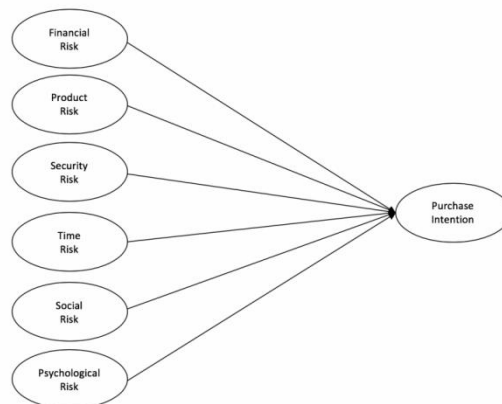 Financial
Risk
Product
Risk
Security
Risk
Time
Risk
Social
Risk
Psychological
Risk
Purchase
Intention